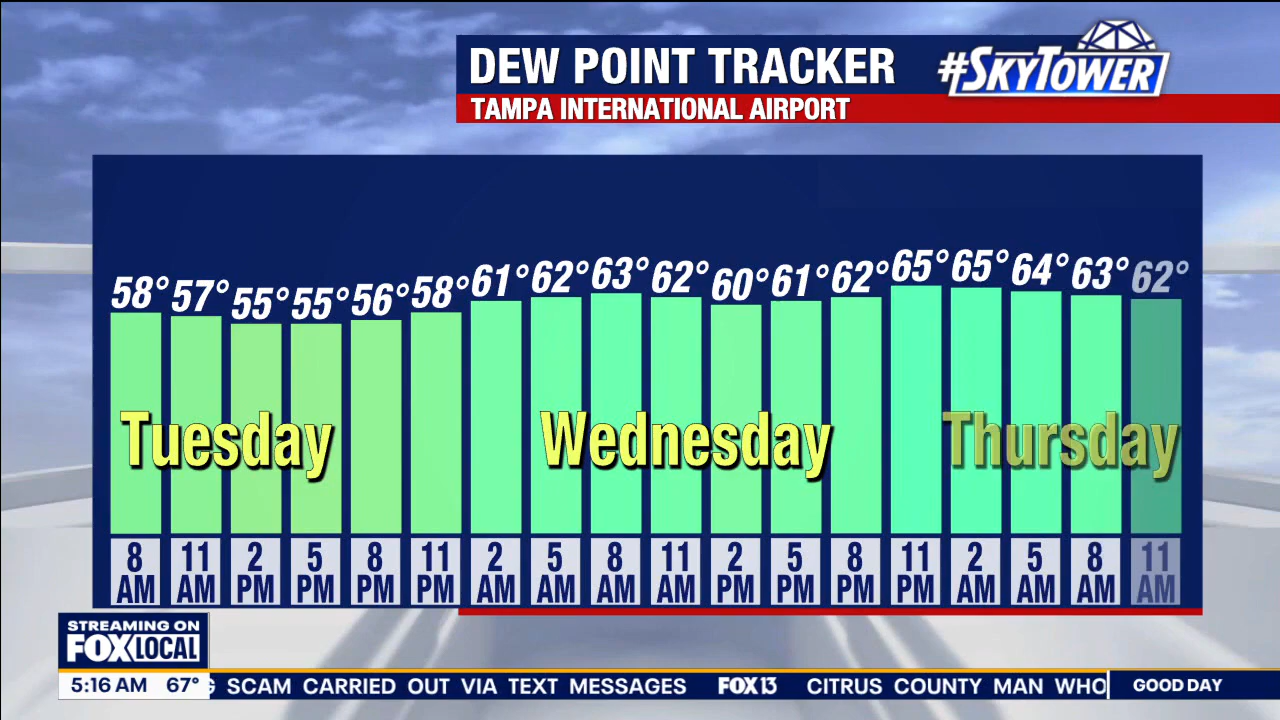 DEW POINT TRACKER
#SKYTOWER
TAMPA INTERNATIONAL AIRPORT
58° 57° 55° 55° 56° 58° 61° 62° 63° 62° 60° 61° 62° 65° 65° 64° 63° 62°
Tuesday Wednesday Thursday
8 11 2 5 8 11 2 5 8 11 2 5 8 11 2 5 8 11
AM AM PM PM PM PM AM AM AM AM PM PM PM PM AM AM AM AM
STREAMING ON
FOX LOCAL
5:16 AM 67° G SCAM CARRIED OUT VIA TEXT MESSAGES FOX 13 CITRUS COUNTY MAN WHO GOOD DAY